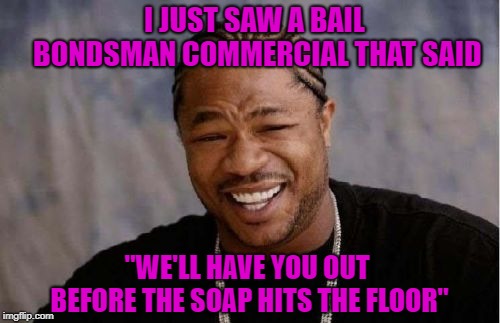 I JUST SAW A BAIL
BONDSMAN COMMERCIAL THAT SAID
"WE'LL HAVE YOU OUT
BEFORE THE SOAP HITS THE FLOOR"
imgflip.com